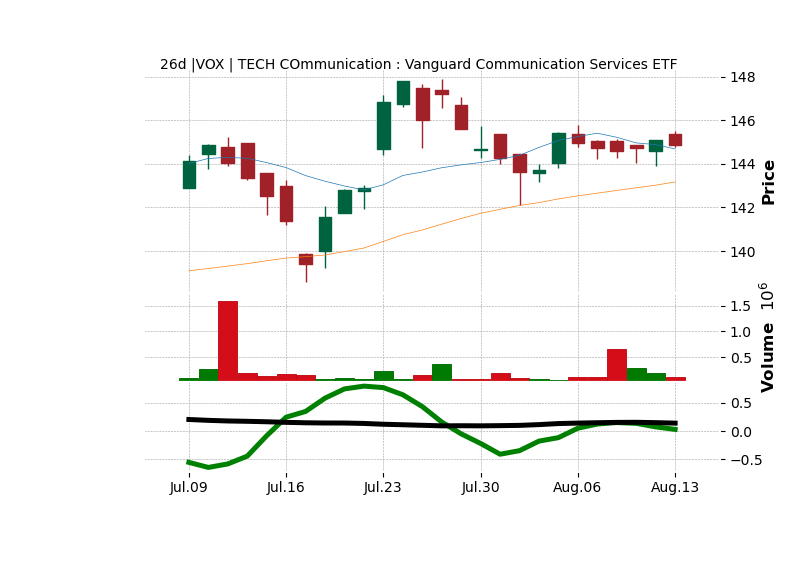 26d |VOX | TECH COmmunication : Vanguard Communication Services ETF
148
146
144
142
140
Price
1.5
1.0
0.5
Volume 10^6
0.5
0.0
−0.5
Jul.09 Jul.16 Jul.23 Jul.30 Aug.06 Aug.13